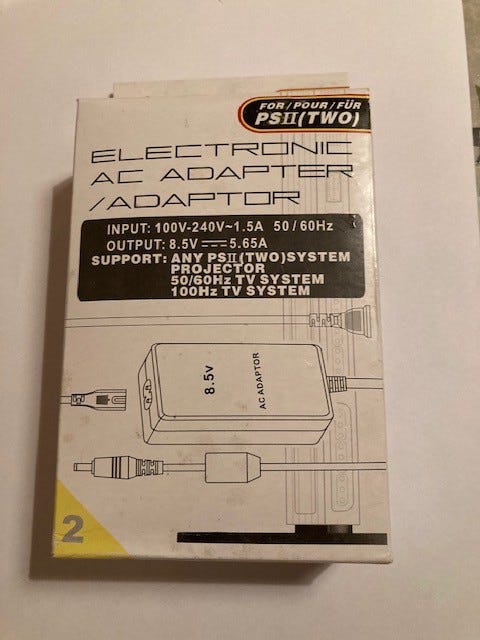 FOR/POUR/FÜR
PSII(TWO)
ELECTRONIC
AC ADAPTER
/ADAPTOR
INPUT: 100V-240V~1.5A 50/60Hz
OUTPUT: 8.5V ⎓ 5.65A
SUPPORT: ANY PSII(TWO)SYSTEM
PROJECTOR
50/60Hz TV SYSTEM
100Hz TV SYSTEM
8.5v
AC ADAPTOR
2